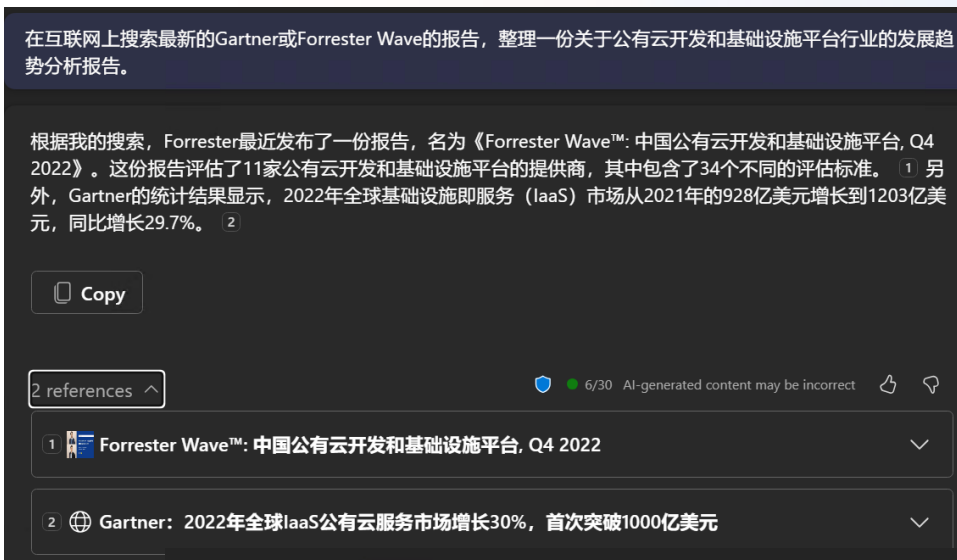 在互联网上搜索最新的Gartner或Forrester Wave的报告，整理一份关于公有云开发和基础设施平台行业的发展趋
势分析报告。
根据我的搜索，Forrester最近发布了一份报告，名为《Forrester Wave™: 中国公有云开发和基础设施平台, Q4
2022》。这份报告评估了11家公有云开发和基础设施平台的提供商，其中包含了34个不同的评估标准。 1 另
外，Gartner的统计结果显示，2022年全球基础设施即服务（IaaS）市场从2021年的928亿美元增长到1203亿美
元，同比增长29.7%。 2
Copy
2 references
6/30 AI-generated content may be incorrect
1 Forrester Wave™: 中国公有云开发和基础设施平台, Q4 2022
2 Gartner：2022年全球IaaS公有云服务市场增长30%，首次突破1000亿美元